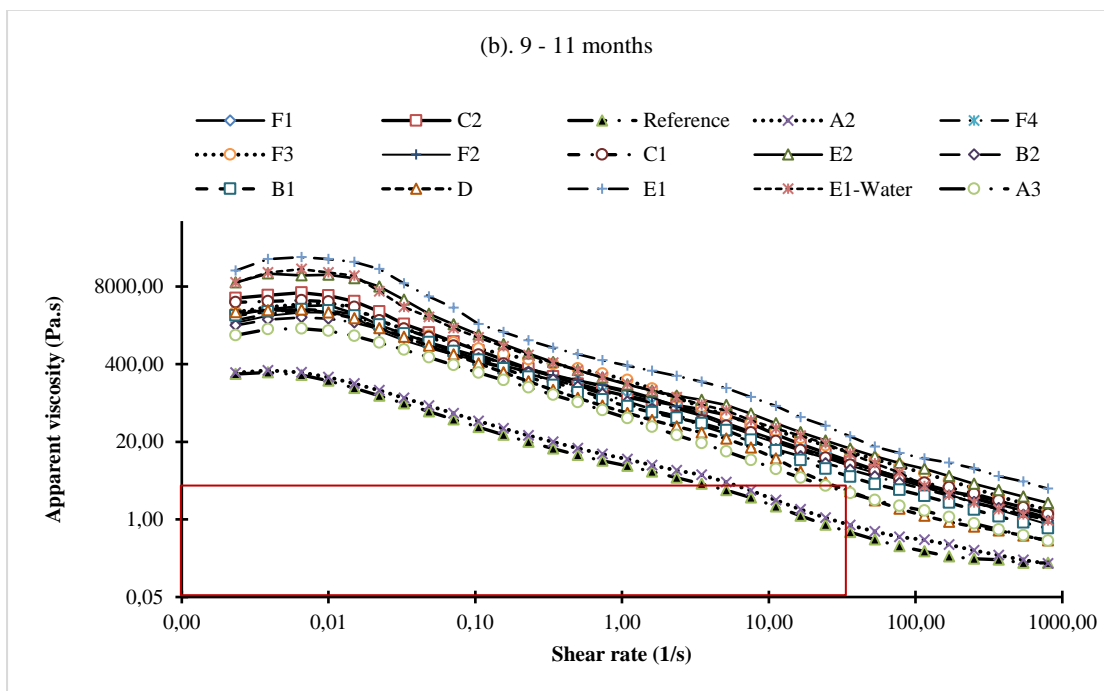 (b). 9 - 11 months
F1 C2 Reference A2 F4
F3 F2 C1 E2 B2
B1 D E1 E1-Water A3
8000,00
400,00
20,00
1,00
0,05
Apparent viscosity (Pa.s)
0,00 0,01 0,10 1,00 10,00 100,00 1000,00
Shear rate (1/s)